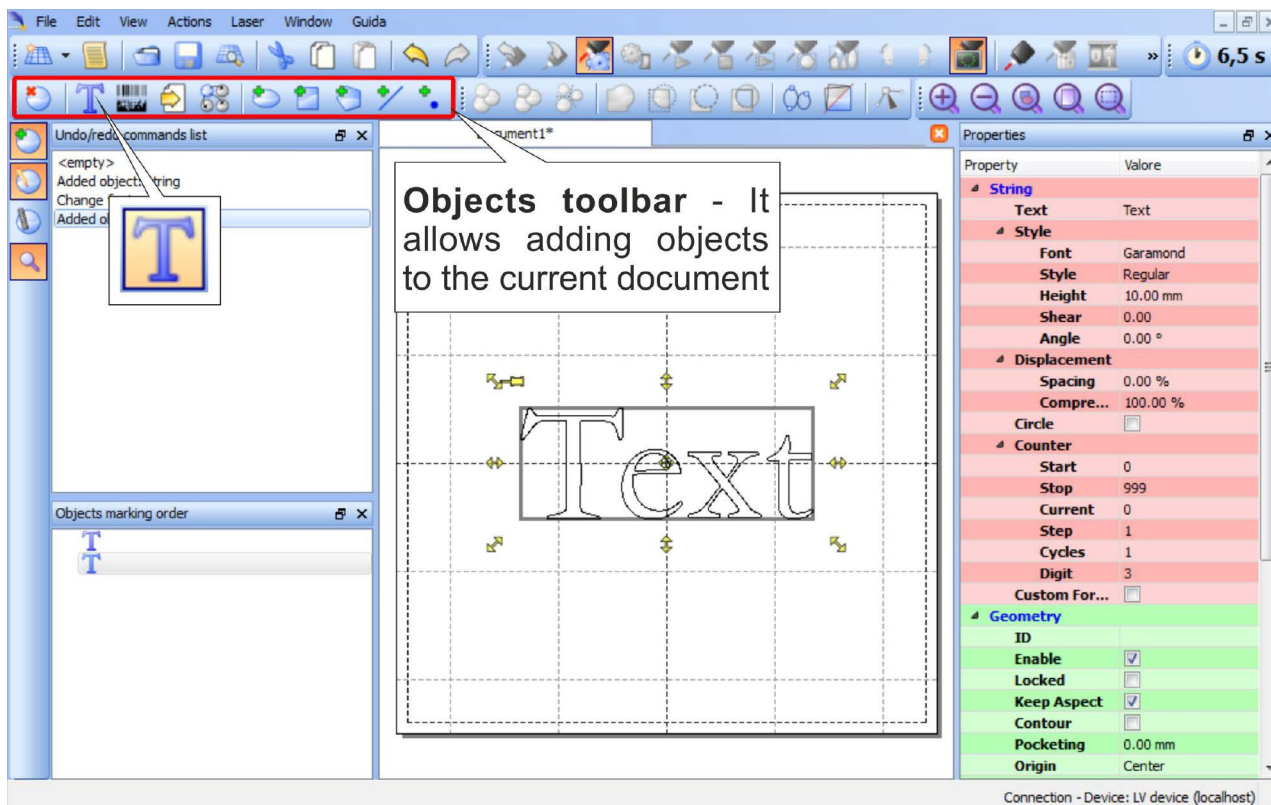 File Edit View Actions Laser Window Guida
» 6,5 s
Undo/redo commands list
<empty>
Added object: string
Change f
Added o
T
Document1*
Objects toolbar - It
allows adding objects
to the current document
Text
Objects marking order
T
T
Properties
Property Valore
String
Text Text
Style
Font Garamond
Style Regular
Height 10.00 mm
Shear 0.00
Angle 0.00 °
Displacement
Spacing 0.00 %
Compre... 100.00 %
Circle
Counter
Start 0
Stop 999
Current 0
Step 1
Cycles 1
Digit 3
Custom For...
Geometry
ID
Enable
Locked
Keep Aspect
Contour
Pocketing 0.00 mm
Origin Center
Connection - Device: LV device (localhost)